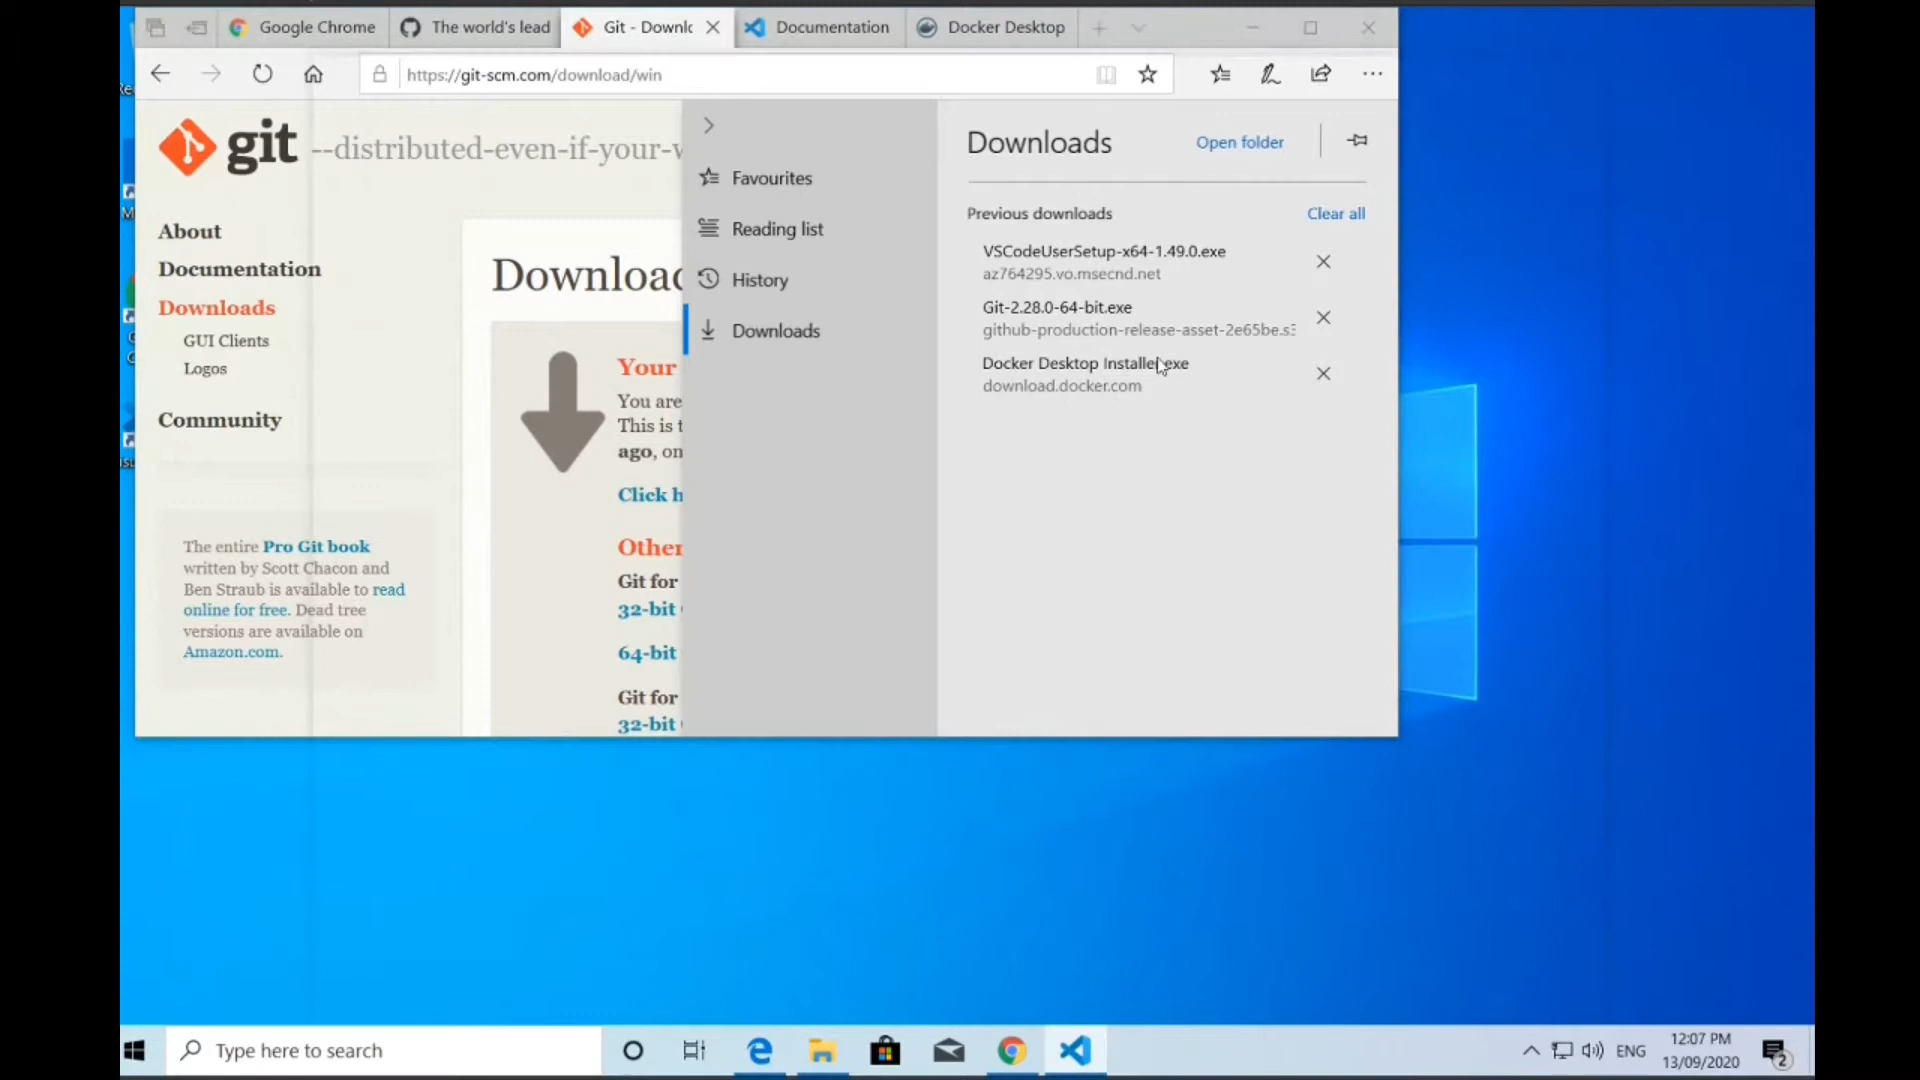 Google Chrome
The world's lead
Git - Downlo
Documentation
Docker Desktop
https://git-scm.com/download/win
git
--distributed-even-if-your-w
About
Documentation
Downloads
GUI Clients
Logos
Community
The entire Pro Git book
written by Scott Chacon and
Ben Straub is available to read
online for free. Dead tree
versions are available on
Amazon.com.
Download
Your
You are
This is t
ago, on
Click h
Other
Git for
32-bit
64-bit
Git for
32-bit
Favourites
Reading list
History
Downloads
Downloads
Open folder
Previous downloads
Clear all
VSCodeUserSetup-x64-1.49.0.exe
az764295.vo.msecnd.net
Git-2.28.0-64-bit.exe
github-production-release-asset-2e65be.s3
Docker Desktop Installer.exe
download.docker.com
Type here to search
ENG
12:07 PM
13/09/2020
2